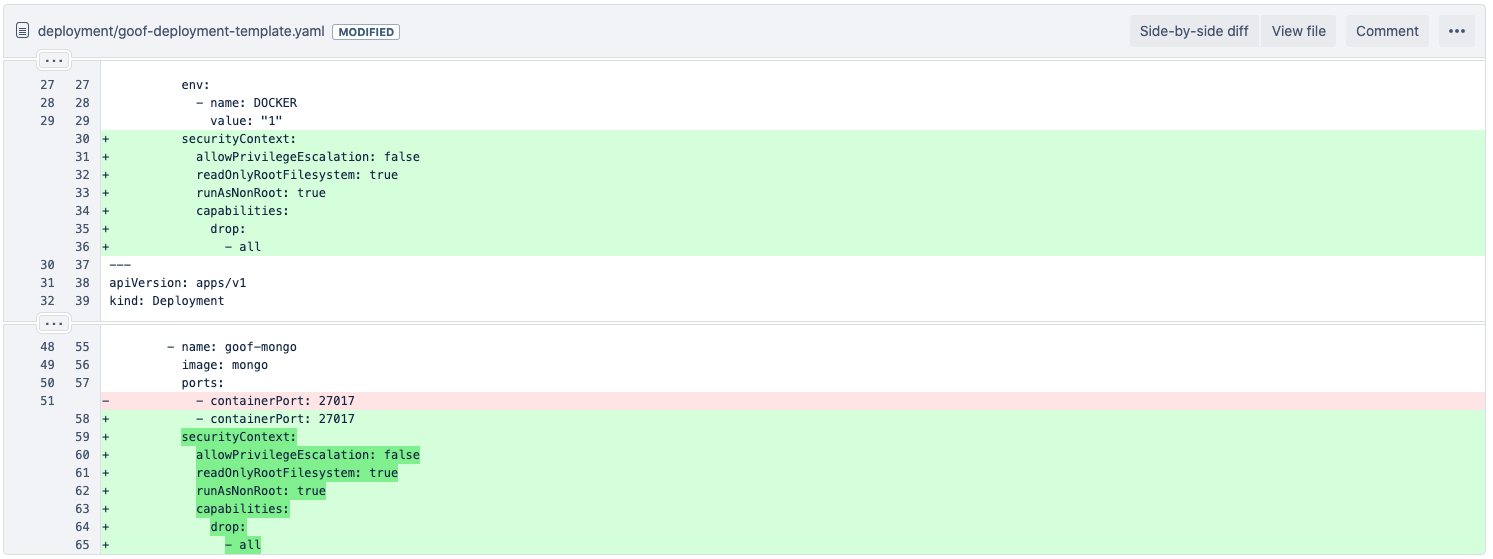 deployment/goof-deployment-template.yaml MODIFIED Side-by-side diff View file Comment •••
...
27 27 env:
28 28 - name: DOCKER
29 29 value: "1"
30 + securityContext:
31 + allowPrivilegeEscalation: false
32 + readOnlyRootFilesystem: true
33 + runAsNonRoot: true
34 + capabilities:
35 + drop:
36 + - all
30 37 ---
31 38 apiVersion: apps/v1
32 39 kind: Deployment
...
48 55 - name: goof-mongo
49 56 image: mongo
50 57 ports:
51 - - containerPort: 27017
58 + - containerPort: 27017
59 + securityContext:
60 + allowPrivilegeEscalation: false
61 + readOnlyRootFilesystem: true
62 + runAsNonRoot: true
63 + capabilities:
64 + drop:
65 + - all